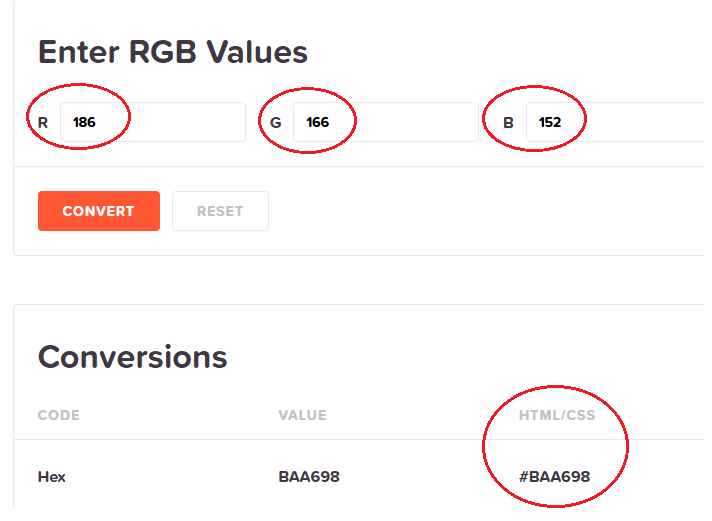 Enter RGB Values
R 186 G 166 B 152
CONVERT RESET
Conversions
CODE VALUE HTML/CSS
Hex BAA698 #BAA698